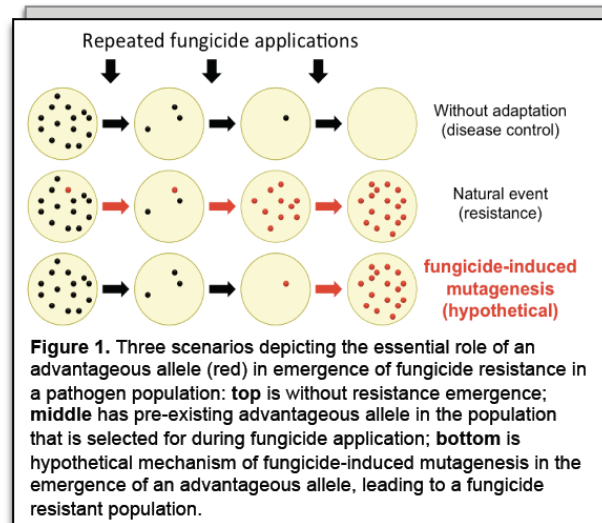 Repeated fungicide applications
Without adaptation
(disease control)
Natural event
(resistance)
fungicide-induced
mutagenesis
(hypothetical)
Figure 1. Three scenarios depicting the essential role of an
advantageous allele (red) in emergence of fungicide resistance in
a pathogen population: top is without resistance emergence;
middle has pre-existing advantageous allele in the population
that is selected for during fungicide application; bottom is
hypothetical mechanism of fungicide-induced mutagenesis in the
emergence of an advantageous allele, leading to a fungicide
resistant population.